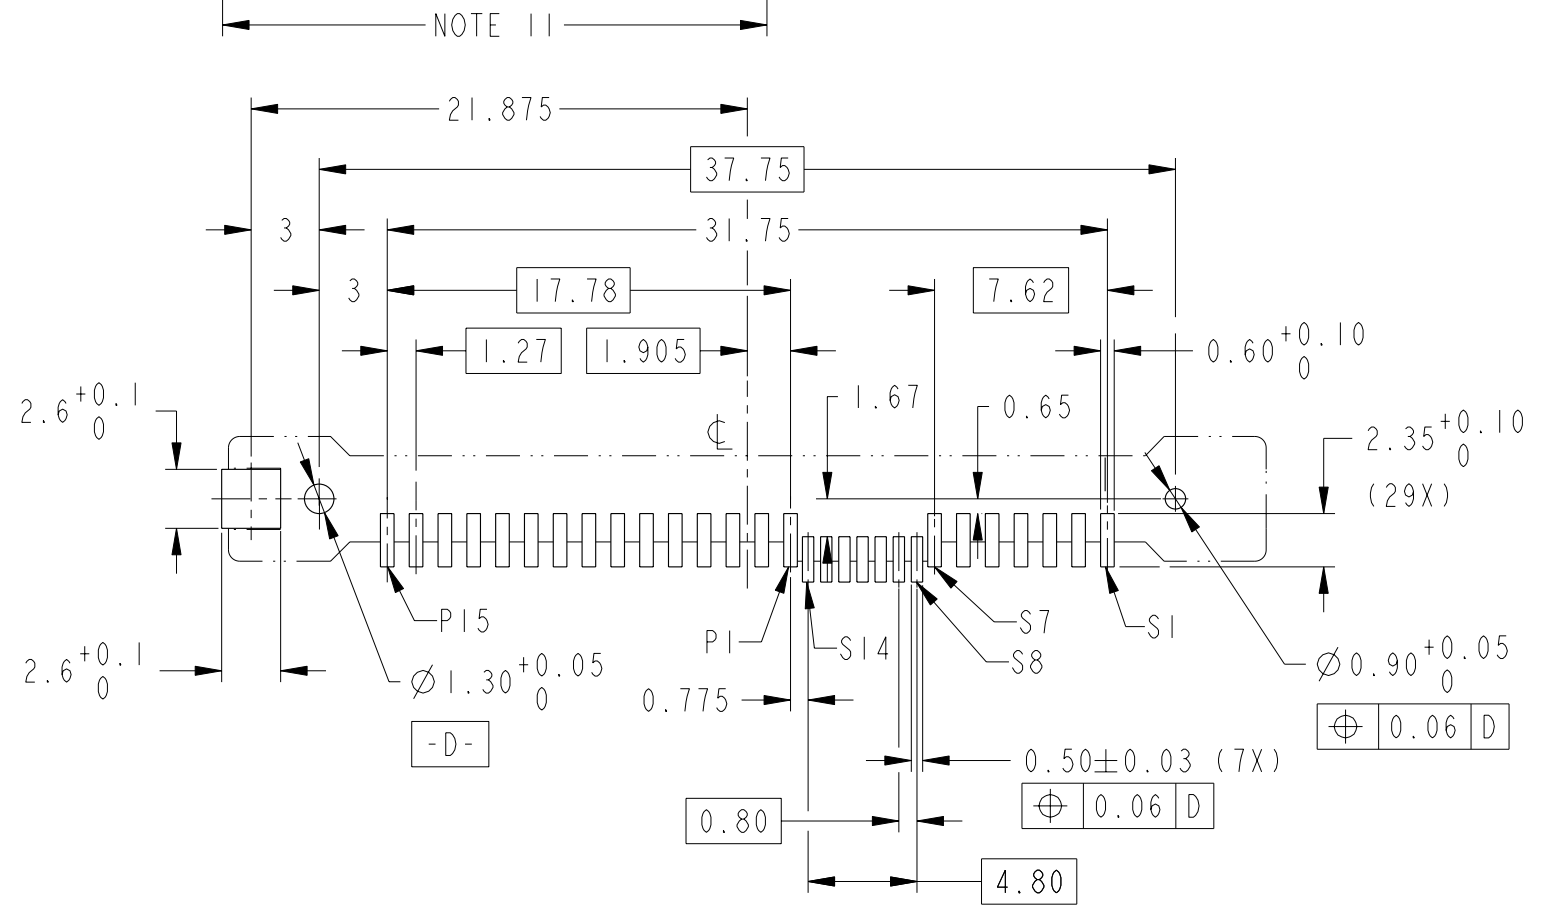 NOTE 11
21.875
37.75
3
31.75
3
17.78
7.62
1.27
1.905
0.60 +0.10
0
2.6 +0.1
0
1.67
0.65
℄
2.35 +0.10
0
(29X)
P15
P1
S14
S7
S8
S1
2.6 +0.1
0
Ø1.30 +0.05
0
-D-
0.775
Ø0.90 +0.05
0
⌖ 0.06 D
0.50±0.03 (7X)
⌖ 0.06 D
0.80
4.80